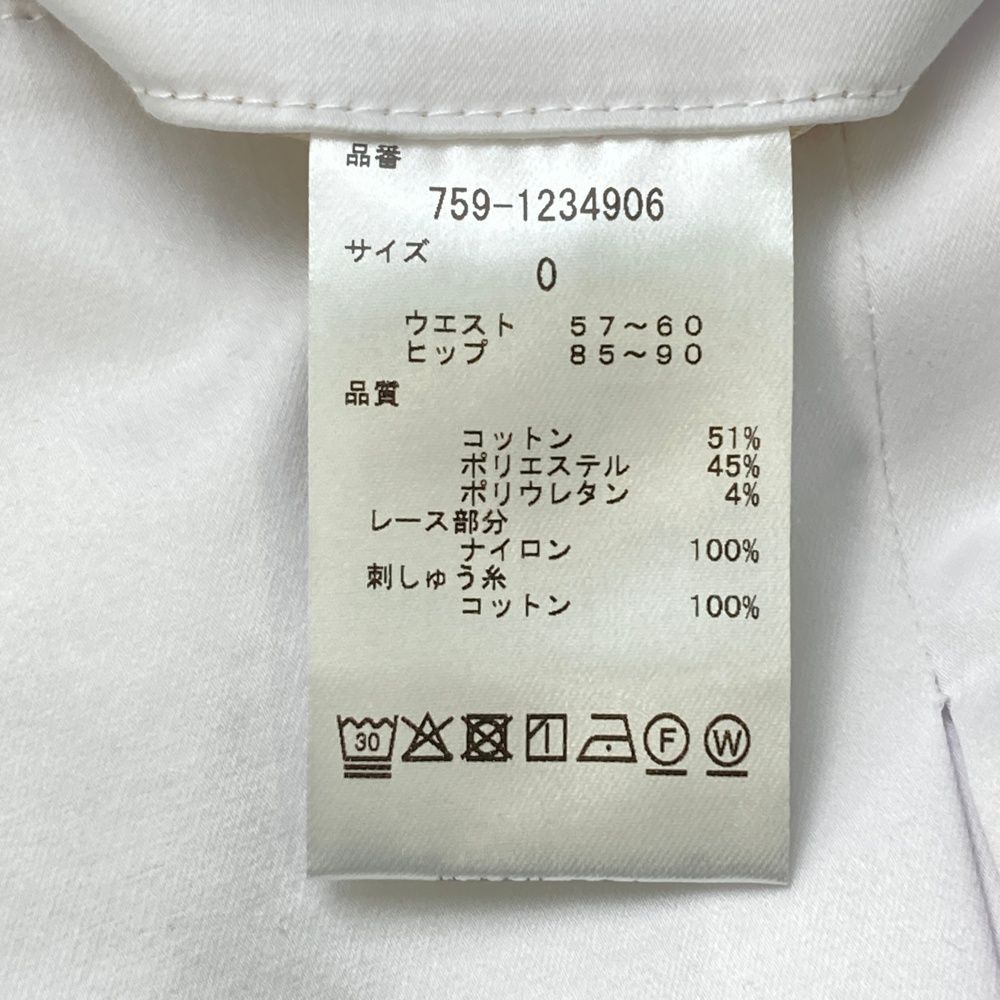 品番
759-1234906
サイズ
0
ウエスト 57～60
ヒップ 85～90
品質
コットン 51%
ポリエステル 45%
ポリウレタン 4%
レース部分
ナイロン 100%
刺しゅう糸
コットン 100%
30 F W